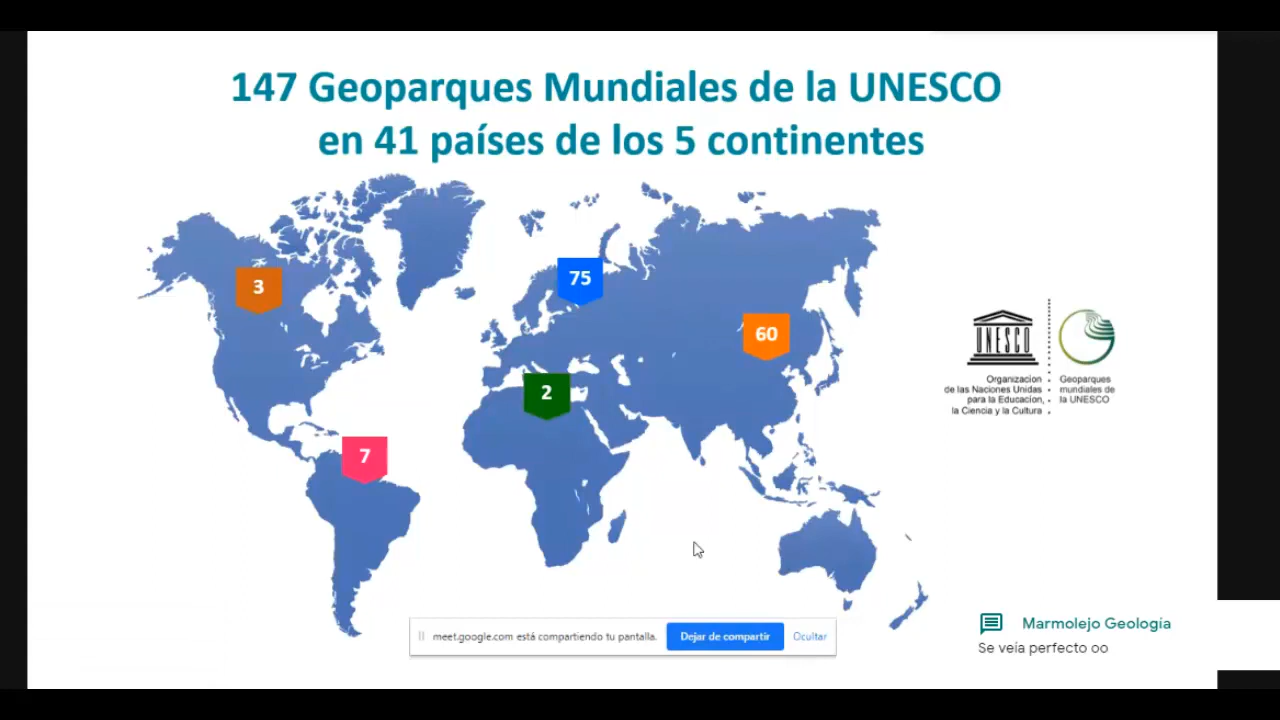 147 Geoparques Mundiales de la UNESCO
en 41 países de los 5 continentes
3
75
60
2
7
UNESCO
Organizacion
de las Naciones Unidas
para la Educacion,
la Ciencia y la Cultura
Geoparques
mundiales de
la UNESCO
meet.google.com está compartiendo tu pantalla.
Dejar de compartir
Ocultar
Marmolejo Geología
Se veía perfecto oo